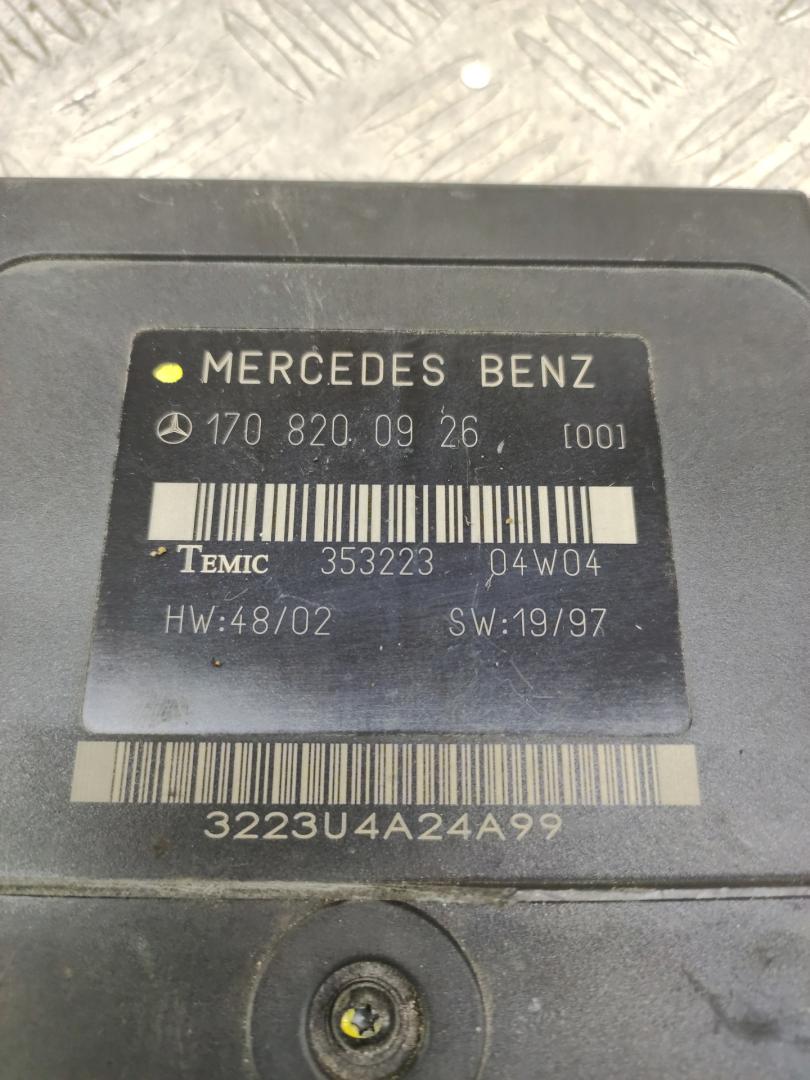 MERCEDES BENZ
170 820 09 26 [00]
TEMIC 353223 04W04
HW:48/02 SW:19/97
3223U4A24A99